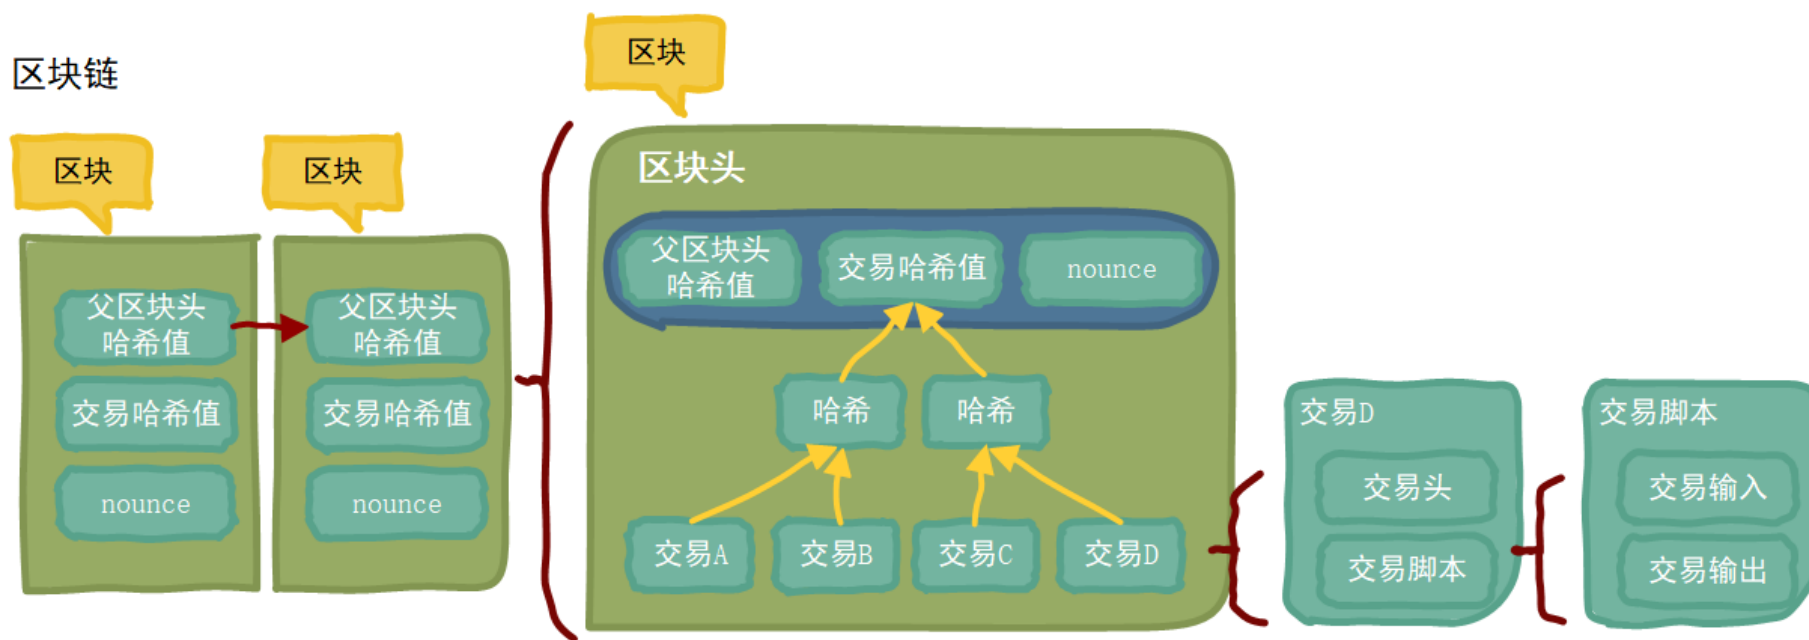 区块链
区块
区块
父区块头
哈希值
交易哈希值
nounce
父区块头
哈希值
交易哈希值
nounce
区块
区块头
父区块头
哈希值
交易哈希值
nounce
哈希
哈希
交易A
交易B
交易C
交易D
交易D
交易头
交易脚本
交易脚本
交易输入
交易输出